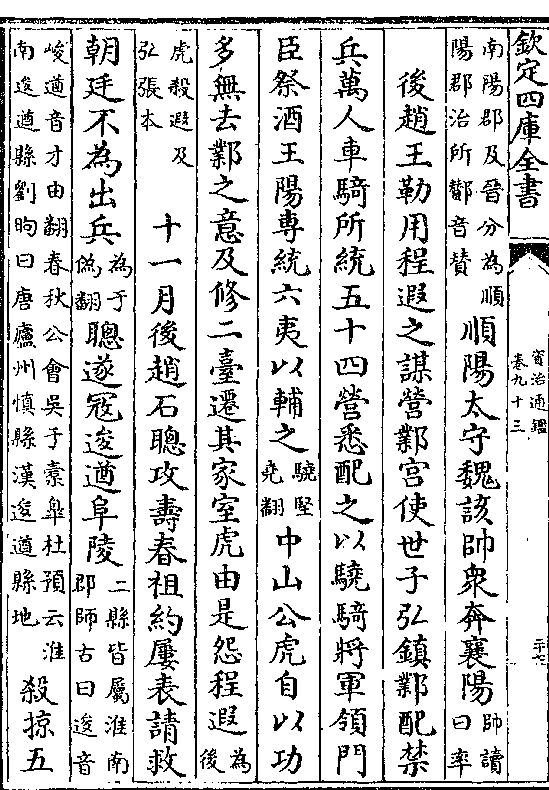 欽定四庫全書
資治通鑑
卷九十三
南陽郡及晉分為順
陽郡治所酇音贊
順陽太守魏該帥衆奔襄陽
師讀
曰率
後趙王勒用程遐之謀營鄴宮使世子弘鎮鄴配禁
兵萬人車騎所統五十四營悉配之以驍騎將軍領門
臣祭酒王陽専統六夷以輔之
驍堅
堯翻
中山公虎自以功
多無去鄴之意及修二臺遷其家室虎由是怨程遐
為
後
虎殺遐及
弘張本
十一月後趙石聰攻壽春祖約屢表請救
朝廷不為出兵
為于
偽翻
聰遂寇逡遒阜陵
二縣皆屬淮南
郡師古曰逡音
峻遒音才由翻春秋公會吳于橐臯杜預云淮
南逡遒縣劉昫曰唐廬州慎縣漢逡遒縣地
殺掠五